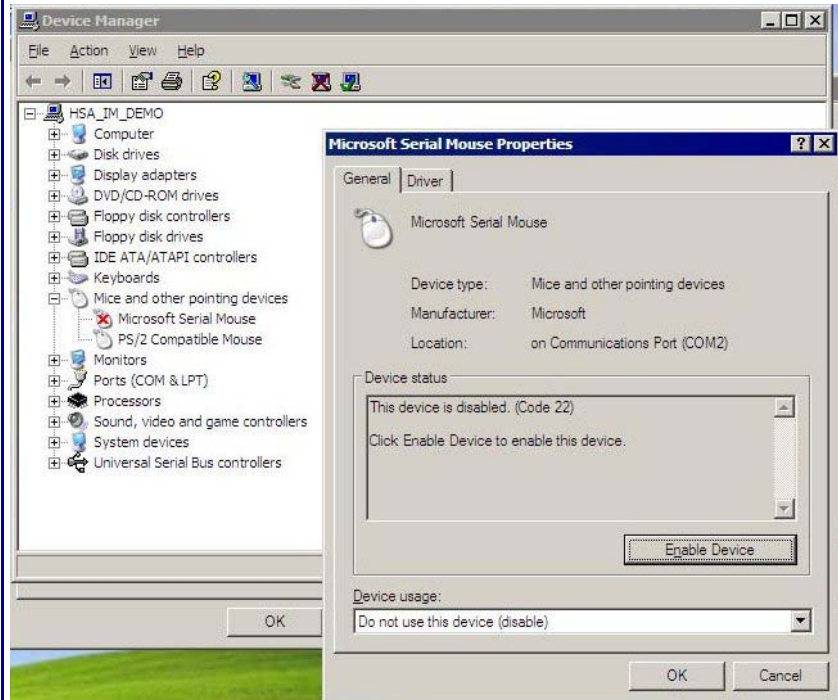 Device Manager
File Action View Help
HSA_IM_DEMO
Computer
Disk drives
Display adapters
DVD/CD-ROM drives
Floppy disk controllers
Floppy disk drives
IDE ATA/ATAPI controllers
Keyboards
Mice and other pointing devices
Microsoft Serial Mouse
PS/2 Compatible Mouse
Monitors
Ports (COM & LPT)
Processors
Sound, video and game controllers
System devices
Universal Serial Bus controllers
OK
Microsoft Serial Mouse Properties
General Driver
Microsoft Serial Mouse
Device type: Mice and other pointing devices
Manufacturer: Microsoft
Location: on Communications Port (COM2)
Device status
This device is disabled. (Code 22)
Click Enable Device to enable this device.
Enable Device
Device usage:
Do not use this device (disable)
OK Cancel